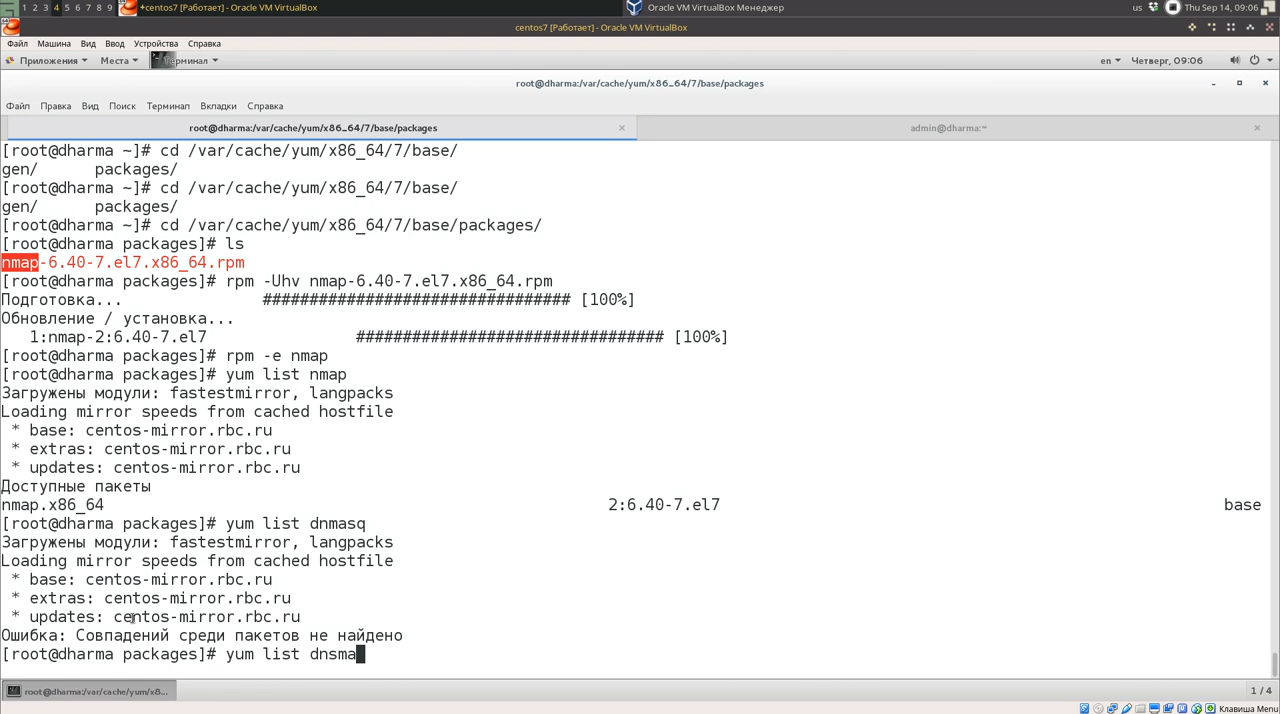 1 2 3 4 5 6 7 8 9 +centos7 [Работает] - Oracle VM VirtualBox Oracle VM VirtualBox Менеджер us Thu Sep 14, 09:06
centos7 [Работает] - Oracle VM VirtualBox
Файл Машина Вид Ввод Устройства Справка
Приложения Места Терминал en Четверг, 09:06
root@dharma:/var/cache/yum/x86_64/7/base/packages
Файл Правка Вид Поиск Терминал Вкладки Справка
root@dharma:/var/cache/yum/x86_64/7/base/packages admin@dharma:~
[root@dharma ~]# cd /var/cache/yum/x86_64/7/base/
gen/ packages/
[root@dharma ~]# cd /var/cache/yum/x86_64/7/base/
gen/ packages/
[root@dharma ~]# cd /var/cache/yum/x86_64/7/base/packages/
[root@dharma packages]# ls
nmap-6.40-7.el7.x86_64.rpm
[root@dharma packages]# rpm -Uhv nmap-6.40-7.el7.x86_64.rpm
Подготовка... ################################# [100%]
Обновление / установка...
1:nmap-2:6.40-7.el7 ################################# [100%]
[root@dharma packages]# rpm -e nmap
[root@dharma packages]# yum list nmap
Загружены модули: fastestmirror, langpacks
Loading mirror speeds from cached hostfile
* base: centos-mirror.rbc.ru
* extras: centos-mirror.rbc.ru
* updates: centos-mirror.rbc.ru
Доступные пакеты
nmap.x86_64 2:6.40-7.el7 base
[root@dharma packages]# yum list dnmasq
Загружены модули: fastestmirror, langpacks
Loading mirror speeds from cached hostfile
* base: centos-mirror.rbc.ru
* extras: centos-mirror.rbc.ru
* updates: centos-mirror.rbc.ru
Ошибка: Совпадений среди пакетов не найдено
[root@dharma packages]# yum list dnsma
root@dharma:/var/cache/yum/x8... 1 / 4
Клавиша Menu